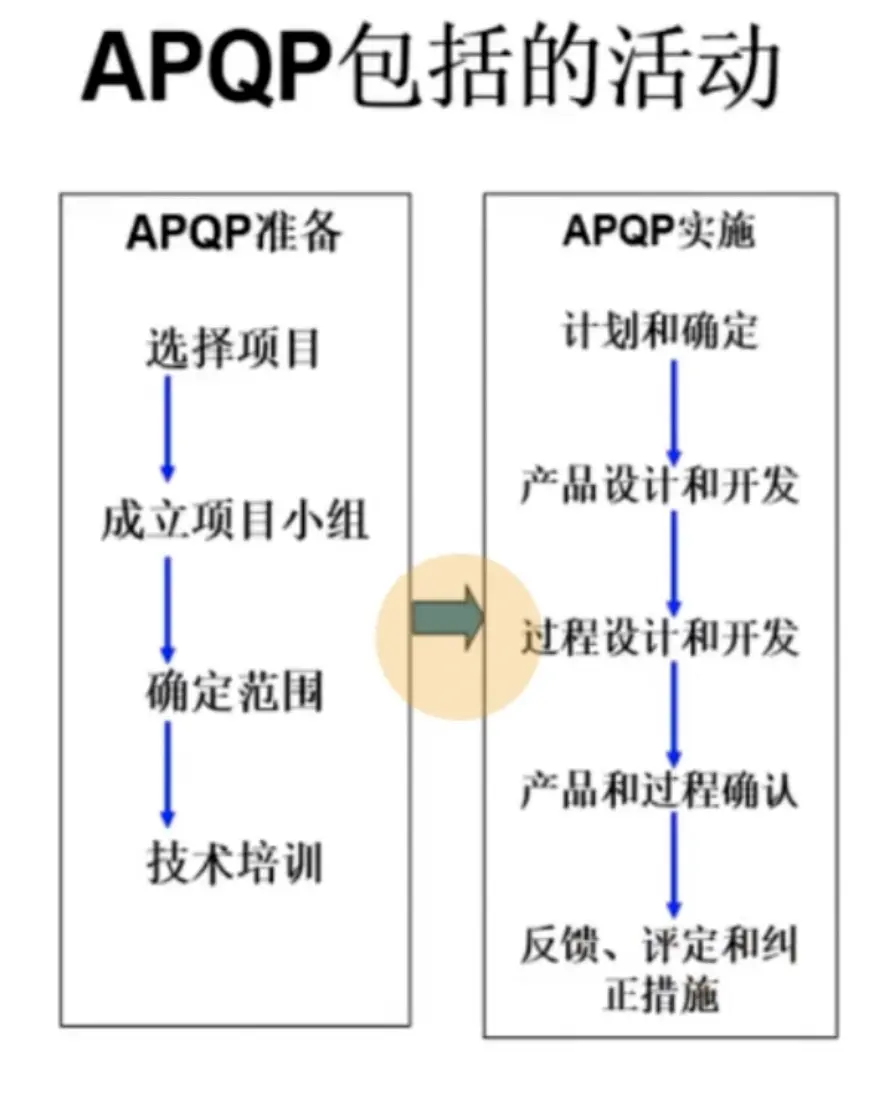 APQP包括的活动
APQP准备
选择项目
成立项目小组
确定范围
技术培训
APQP实施
计划和确定
产品设计和开发
过程设计和开发
产品和过程确认
反馈、评定和纠
正措施